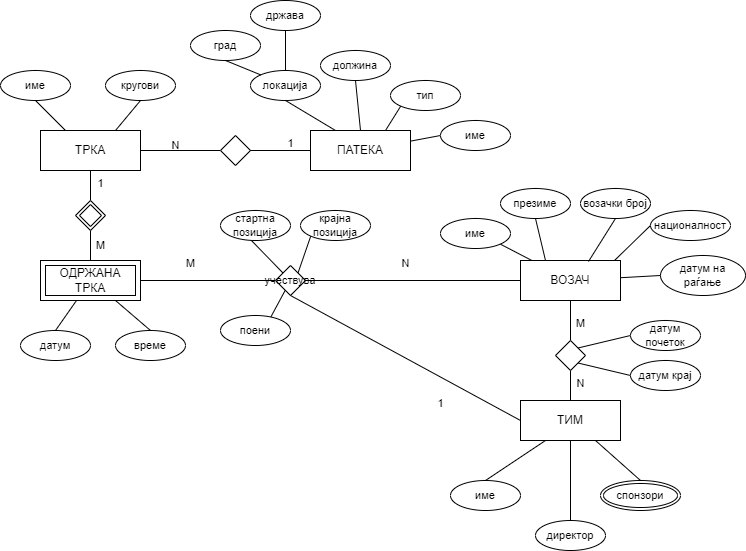 држава
град
должина
локација
тип
име
кругови
име
ТРКА
N
1
ПАТЕКА
1
M
стартна
позиција
крајна
позиција
презиме
возачки број
име
националност
M
N
учествува
ОДРЖАНА
ТРКА
ВОЗАЧ
датум на
раѓање
поени
датум
време
M
датум
почеток
датум крај
N
1
ТИМ
име
спонзори
директор